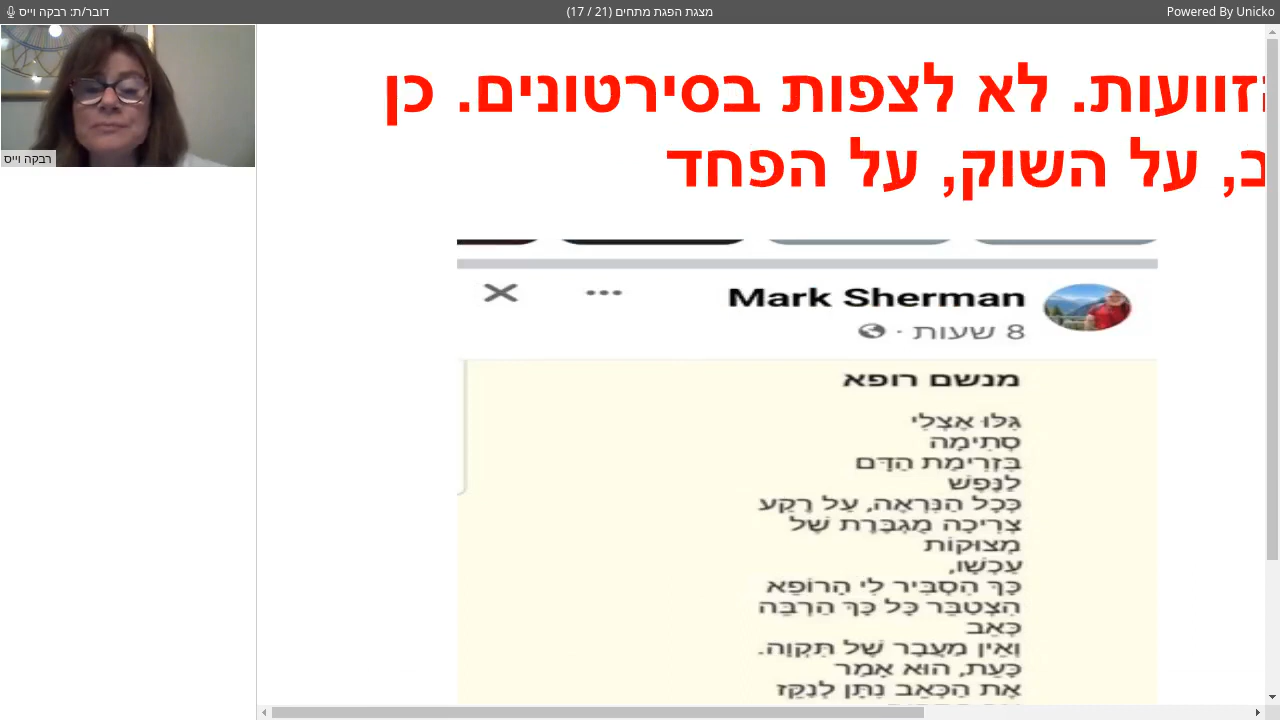 דובר/ת: רבקה וייס
מצגת הפגת מתחים (21 / 17)
Powered By Unicko
רבקה וייס
הזוועות. לא לצפות בסירטונים. כן
ב, על השוק, על הפחד
Mark Sherman
8 שעות ·
מנשם רופא
גִּלּוּ אֶצְלִי
סְתִימָה
בִּזְרִימַת הַדָּם
לַנֶּפֶשׁ
כְּכָל הַנִּרְאֶה, עַל רֶקַע
צְרִיכָה מֻגְבֶּרֶת שֶׁל
מְצוּקוֹת
עַכְשָׁו,
כָּךְ הִסְבִּיר לִי הָרוֹפֵא
הִצְטַבֵּר כָּל כָּךְ הַרְבֵּה
כְּאֵב
וְאֵין מַעֲבָר שֶׁל תִּקְוָה.
כָּעֵת, הוּא אָמַר
אֶת הַכְּאֵב נִתָּן לְנַקֵּז